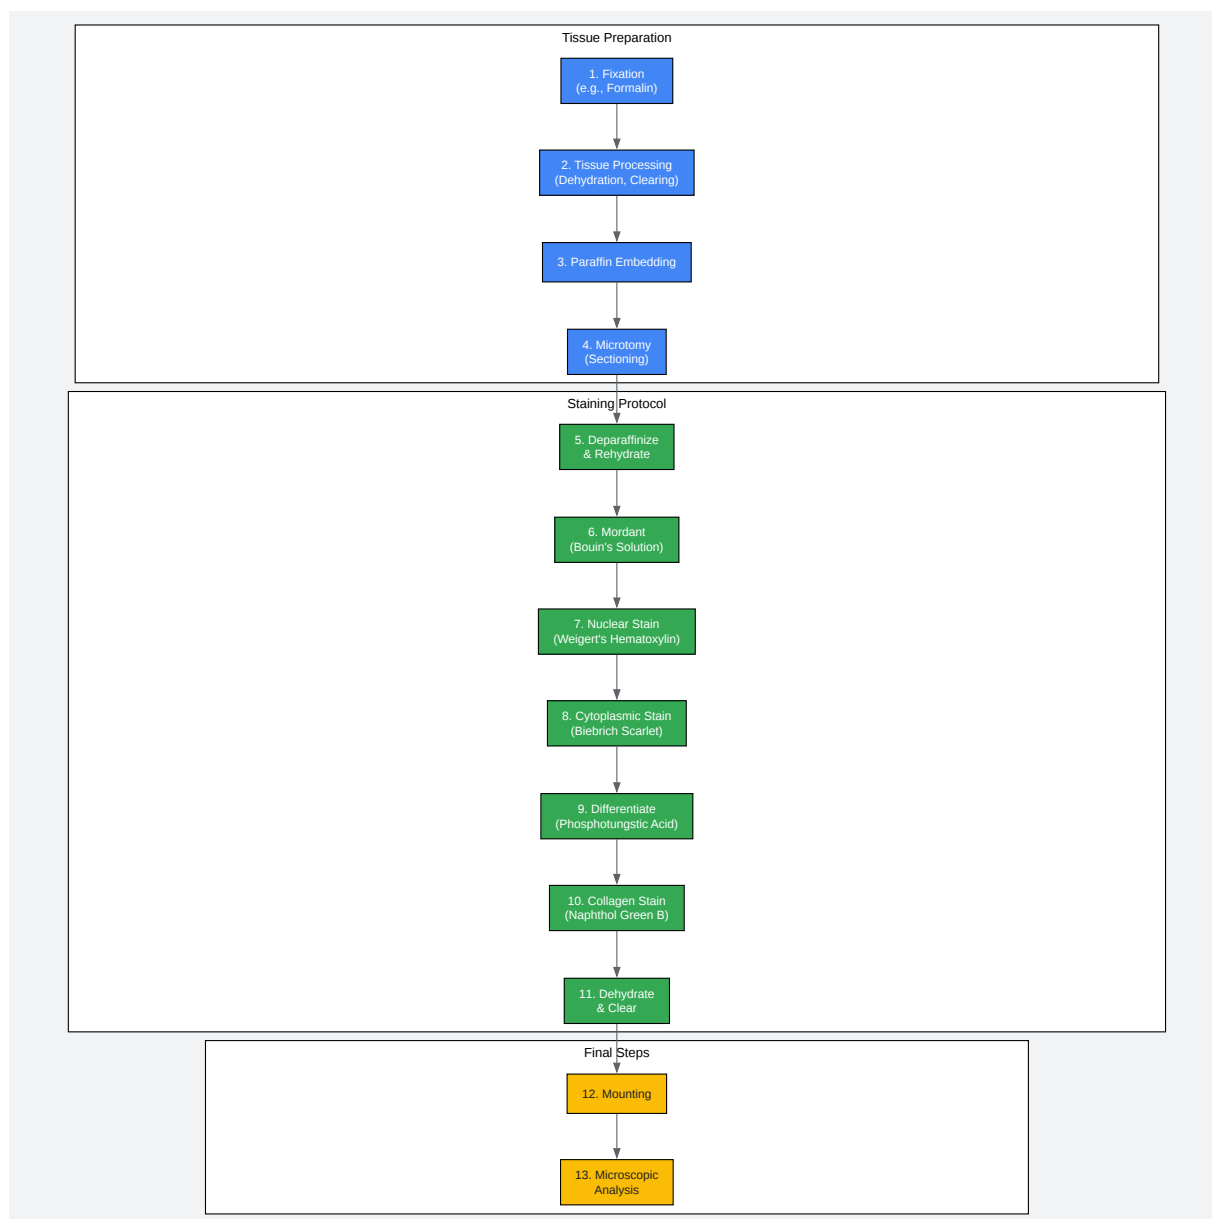 Tissue Preparation
1. Fixation
(e.g., Formalin)
2. Tissue Processing
(Dehydration, Clearing)
3. Paraffin Embedding
4. Microtomy
(Sectioning)
Staining Protocol
5. Deparaffinize
& Rehydrate
6. Mordant
(Bouin's Solution)
7. Nuclear Stain
(Weigert's Hematoxylin)
8. Cytoplasmic Stain
(Biebrich Scarlet)
9. Differentiate
(Phosphotungstic Acid)
10. Collagen Stain
(Naphthol Green B)
11. Dehydrate
& Clear
Final Steps
12. Mounting
13. Microscopic
Analysis